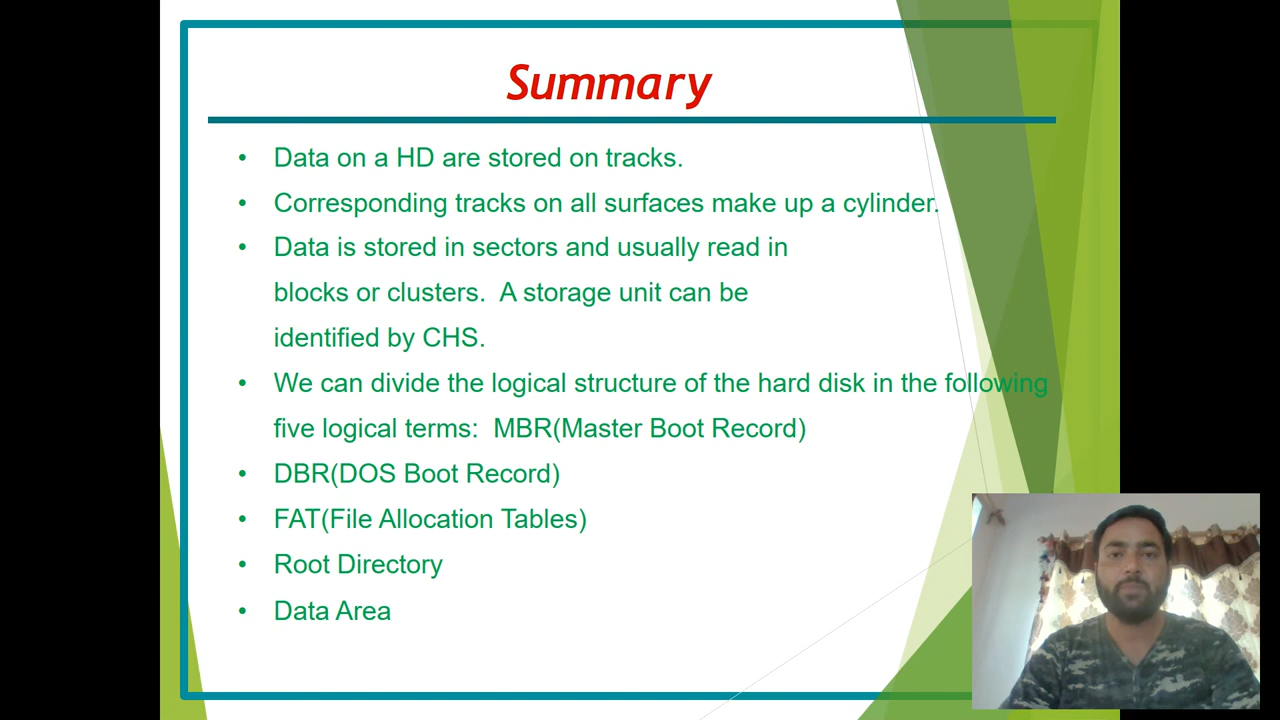 Summary
• Data on a HD are stored on tracks.
• Corresponding tracks on all surfaces make up a cylinder.
• Data is stored in sectors and usually read in
blocks or clusters.  A storage unit can be
identified by CHS.
• We can divide the logical structure of the hard disk in the following
five logical terms:  MBR(Master Boot Record)
• DBR(DOS Boot Record)
• FAT(File Allocation Tables)
• Root Directory
• Data Area